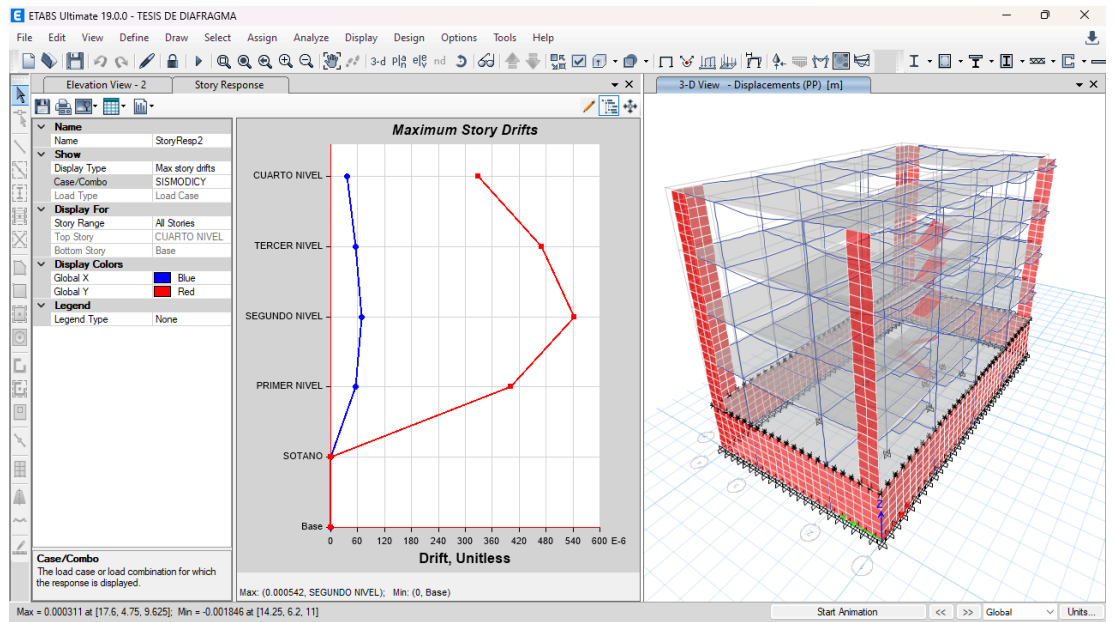 ETABS Ultimate 19.0.0 - TESIS DE DIAFRAGMA
File Edit View Define Draw Select Assign Analyze Display Design Options Tools Help
3-d nd
Elevation View - 2 Story Response
3-D View - Displacements (PP) [m]
Name
Name StoryResp2
Show
Display Type Max story drifts
Case/Combo SISMODICY
Load Type Load Case
Display For
Story Range All Stories
Top Story CUARTO NIVEL
Bottom Story Base
Display Colors
Global X Blue
Global Y Red
Legend
Legend Type None
Case/Combo
The load case or load combination for which
the response is displayed.
Maximum Story Drifts
CUARTO NIVEL
TERCER NIVEL
SEGUNDO NIVEL
PRIMER NIVEL
SOTANO
Base
0 60 120 180 240 300 360 420 480 540 600 E-6
Drift, Unitless
Max: (0.000542, SEGUNDO NIVEL); Min: (0, Base)
Z
Max = 0.000311 at [17.6, 4.75, 9.625]; Min = -0.001846 at [14.25, 6.2, 11]
Start Animation << >> Global Units...